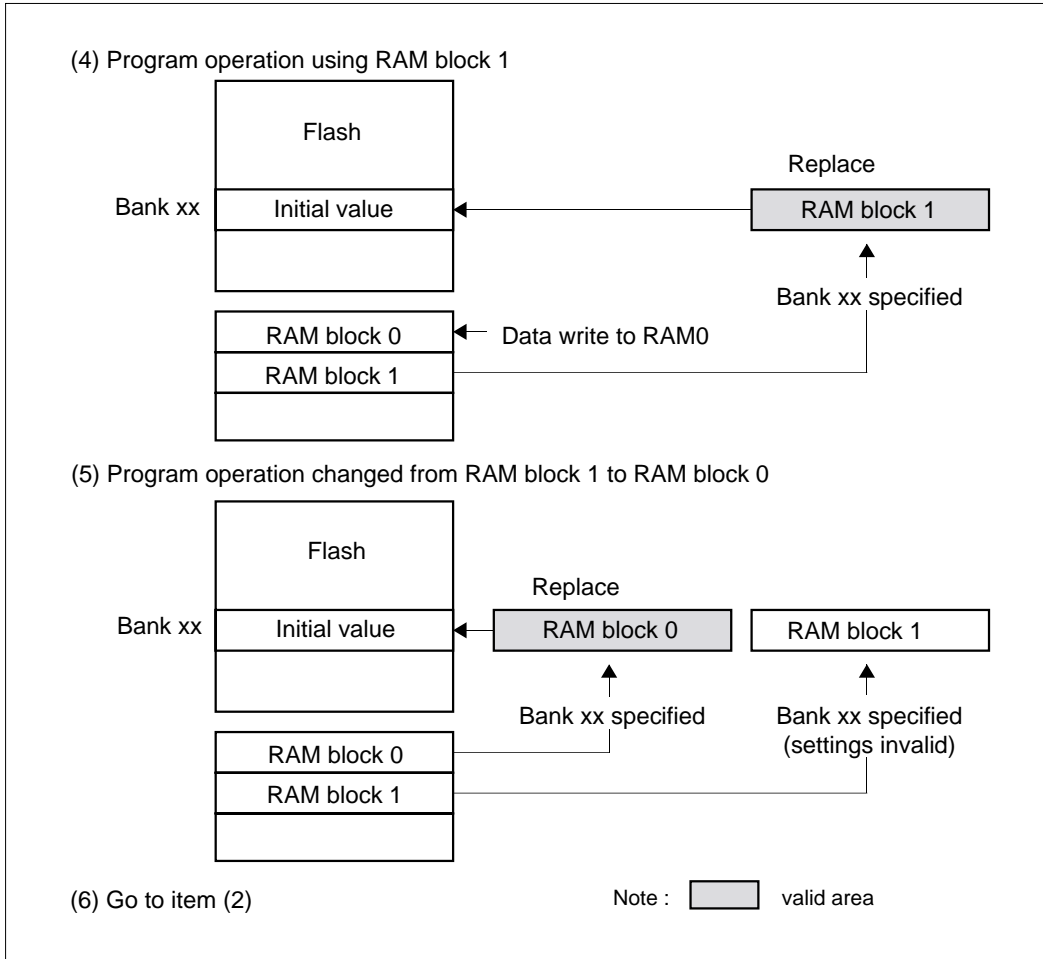 (4) Program operation using RAM block 1
Flash
Replace
Bank xx
Initial value
RAM block 1
Bank xx specified
RAM block 0
Data write to RAM0
RAM block 1
(5) Program operation changed from RAM block 1 to RAM block 0
Flash
Replace
Bank xx
Initial value
RAM block 0
RAM block 1
Bank xx specified
Bank xx specified
(settings invalid)
RAM block 0
RAM block 1
(6) Go to item (2)
Note :
valid area